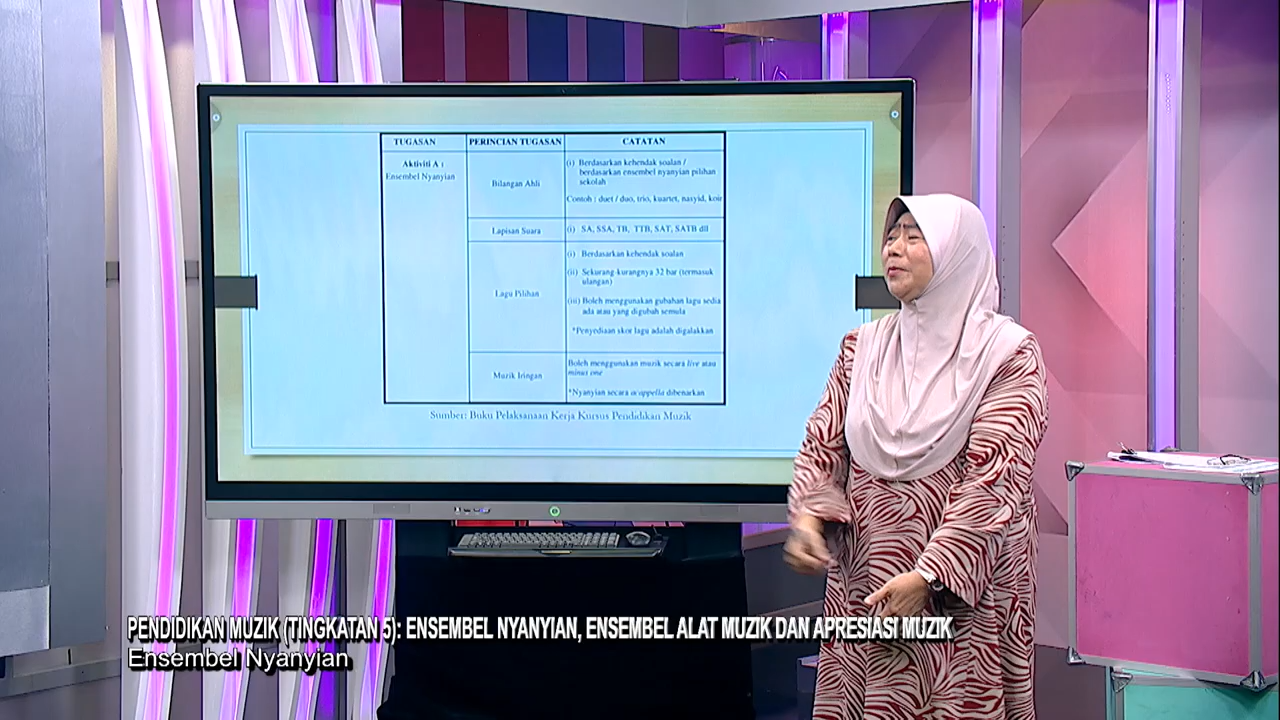 TUGASAN PERINCIAN TUGASAN CATATAN
Aktiviti A :
Ensembel Nyanyian
Bilangan Ahli
(i) Berdasarkan kehendak soalan /
berdasarkan ensembel nyanyian pilihan
sekolah
Contoh : duet / duo, trio, kuartet, nasyid, koir
Lapisan Suara
(i) SA, SSA, TB, TTB, SAT, SATB dll
Lagu Pilihan
(i) Berdasarkan kehendak soalan
(ii) Sekurang-kurangnya 32 bar (termasuk
ulangan)
(iii) Boleh menggunakan gubahan lagu sedia
ada atau yang digubah semula
*Penyediaan skor lagu adalah digalakkan
Muzik Iringan
Boleh menggunakan muzik secara live atau
minus one
*Nyanyian secara acappella dibenarkan
Sumber: Buku Pelaksanaan Kerja Kursus Pendidikan Muzik
PENDIDIKAN MUZIK (TINGKATAN 5): ENSEMBEL NYANYIAN, ENSEMBEL ALAT MUZIK DAN APRESIASI MUZIK
Ensembel Nyanyian